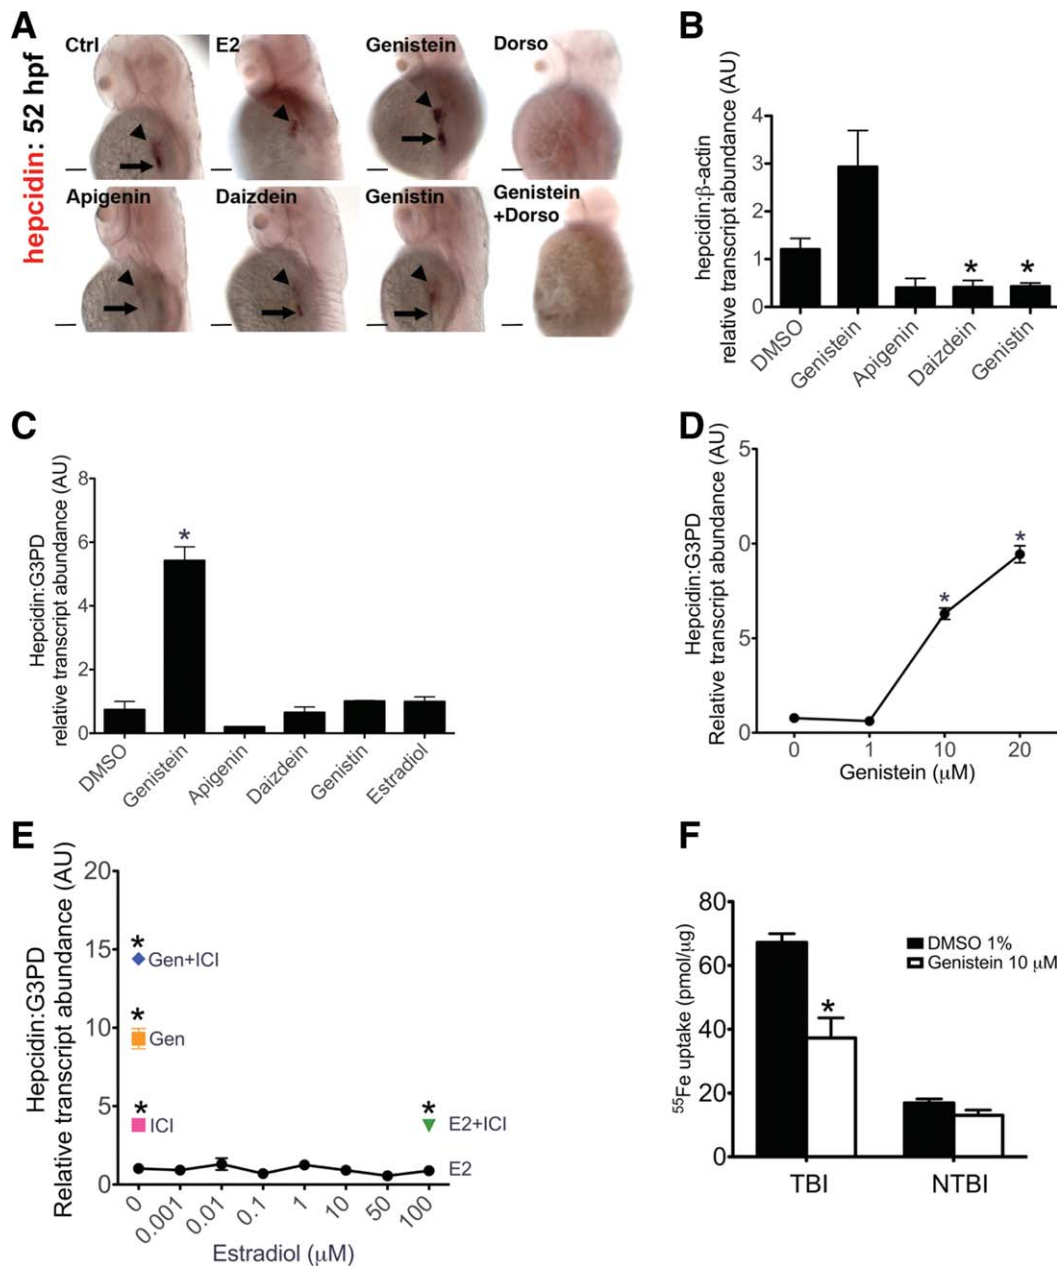 A
hepcidin: 52 hpf
Ctrl
E2
Genistein
Dorso
Apigenin
Daizdein
Genistin
Genistein
+Dorso
B
hepcidin:β-actin
relative transcript abundance (AU)
4
3
2
1
0
*
*
DMSO
Genistein
Apigenin
Daizdein
Genistin
C
Hepcidin:G3PD
relative transcript abundance (AU)
8
6
4
2
0
*
DMSO
Genistein
Apigenin
Daizdein
Genistin
Estradiol
D
Hepcidin:G3PD
Relative transcript abundance (AU)
5
0
5
0
*
*
0
1
10
20
Genistein (μM)
E
Hepcidin:G3PD
Relative transcript abundance (AU)
20
15
10
5
0
*
Gen+ICI
*
Gen
*
ICI
*
E2+ICI
E2
0
0.001
0.01
0.1
1
10
50
100
Estradiol (μM)
F
55Fe uptake (pmol/μg)
80
60
40
20
0
DMSO 1%
Genistein 10 μM
*
TBI
NTBI